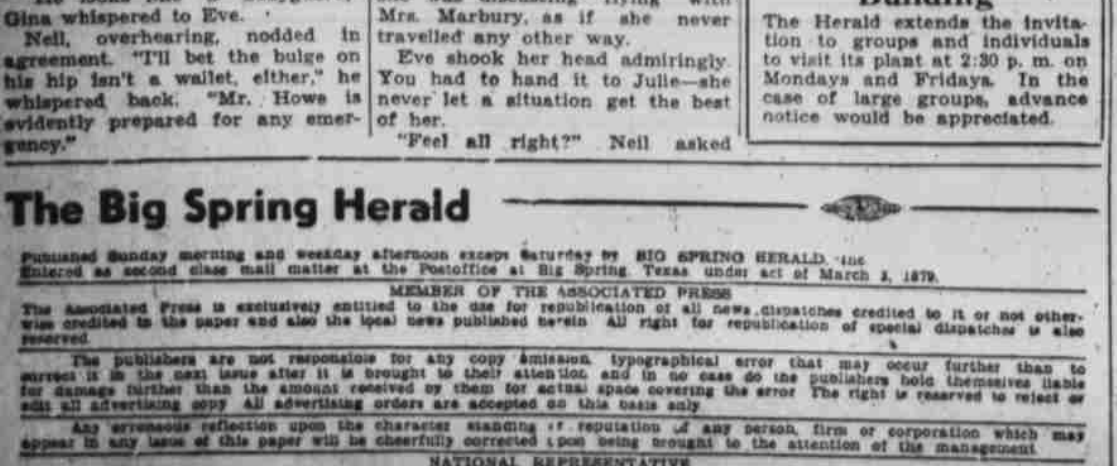 Gina whispered to Eve.
Neil, overhearing, nodded in
agreement. "I'll bet the bulge on
his hip isn't a wallet, either," he
whispered back. "Mr. Howe is
evidently prepared for any emer-
gency."
Mrs. Marbury, as if she never
travelled any other way.
Eve shook her head admiringly.
You had to hand it to Julie—she
never let a situation get the best
of her.
"Feel all right?" Neil asked
The Herald extends the invita-
tion to groups and individuals
to visit its plant at 2:30 p. m. on
Mondays and Fridays. In the
case of large groups, advance
notice would be appreciated.
The Big Spring Herald
Published Sunday morning and weekday afternoon except Saturday by BIG SPRING HERALD, Inc
Entered as second class mail matter at the Postoffice at Big Spring Texas under act of March 3, 1879.
MEMBER OF THE ASSOCIATED PRESS
The Associated Press is exclusively entitled to the use for republication of all news dispatches credited to it or not other-
wise credited in the paper and also the local news published herein All right for republication of special dispatches is also
reserved
The publishers are not responsible for any copy omission typographical error that may occur further than to
correct it in the next issue after it is brought to their attention and in no case do the publishers hold themselves liable
for damage further than the amount received by them for actual space covering the error The right is reserved to reject or
edit all advertising copy All advertising orders are accepted on this basis only
Any erroneous reflection upon the character standing or reputation of any person, firm or corporation which may
appear in any issue of this paper will be cheerfully corrected upon being brought to the attention of the management
NATIONAL REPRESENTATIVE